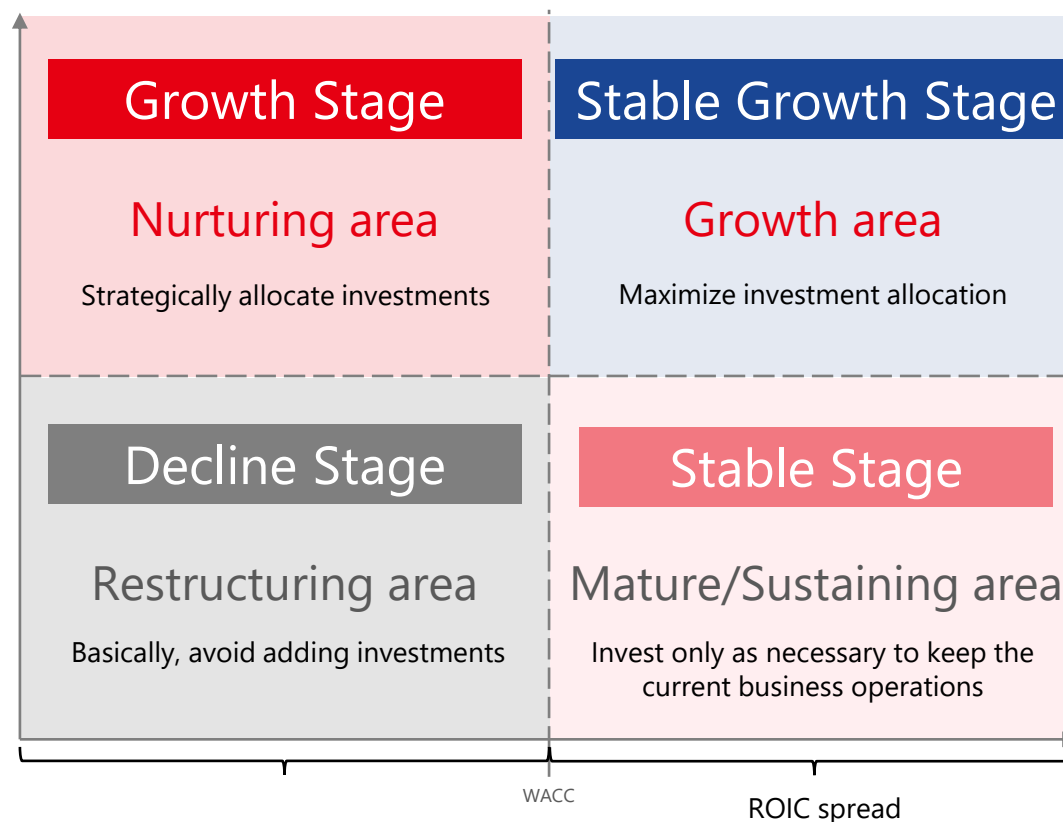 Growth Stage
Stable Growth Stage
Nurturing area
Growth area
Strategically allocate investments
Maximize investment allocation
Decline Stage
Stable Stage
Restructuring area
Mature/Sustaining area
Basically, avoid adding investments
Invest only as necessary to keep the
current business operations
WACC
ROIC spread